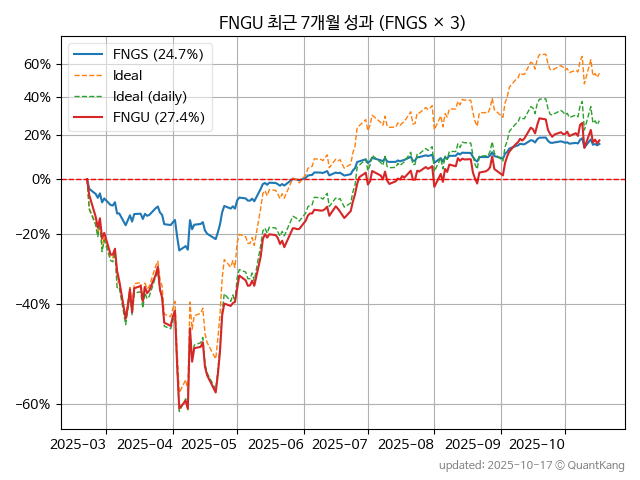 FNGU 최근 7개월 성과 (FNGS × 3)
FNGS (24.7%)
Ideal
Ideal (daily)
FNGU (27.4%)
60%
40%
20%
0%
−20%
−40%
−60%
2025-03 2025-04 2025-05 2025-06 2025-07 2025-08 2025-09 2025-10
updated: 2025-10-17 © QuantKang